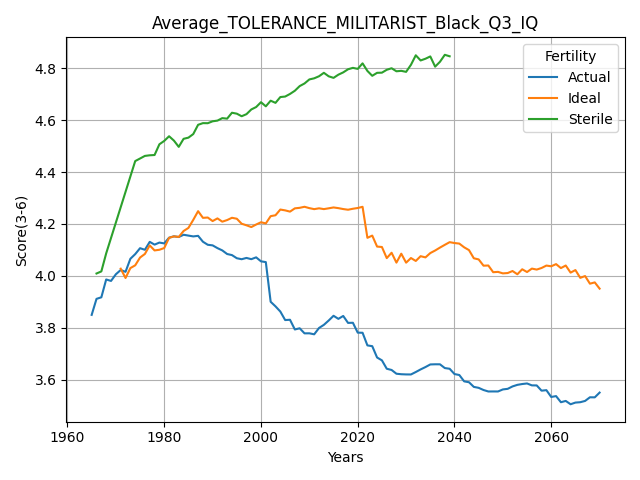 Average_TOLERANCE_MILITARIST_Black_Q3_IQ
Fertility
Actual
Ideal
Sterile
Score(3-6)
4.8
4.6
4.4
4.2
4.0
3.8
3.6
1960
1980
2000
2020
2040
2060
Years